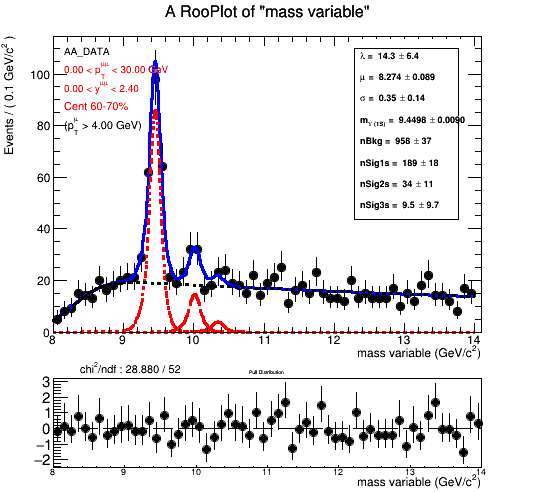 A RooPlot of "mass variable"
Events / ( 0.1 GeV/c² )
AA_DATA
0.00 < p_T^μμ < 30.00 GeV
0.00 < y^μμ < 2.40
Cent 60-70%
(p_T^μ > 4.00 GeV)
λ = 14.3 ± 6.4
μ = 8.274 ± 0.089
σ = 0.35 ± 0.14
m_Υ (1S) = 9.4498 ± 0.0090
nBkg = 958 ± 37
nSig1s = 189 ± 18
nSig2s = 34 ± 11
nSig3s = 9.5 ± 9.7
100
80
60
40
20
0
8 9 10 11 12 13 14
mass variable (GeV/c²)
chi²/ndf : 28.880 / 52
Pull Distribution
3
2
1
0
−1
−2
8 9 10 11 12 13 14
mass variable (GeV/c²)